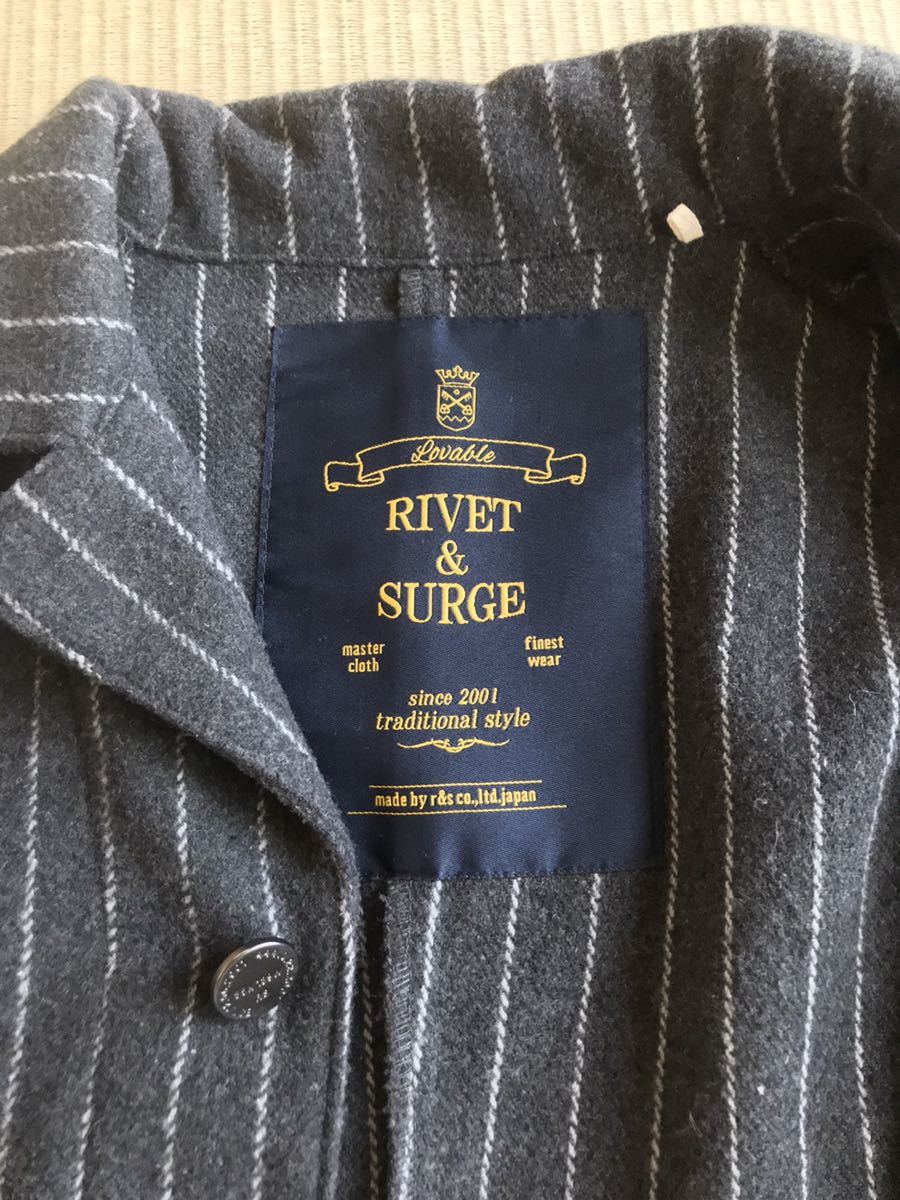 Lovable
RIVET
&
SURGE
master cloth
finest wear
since 2001
traditional style
made by r&s co.,ltd.japan